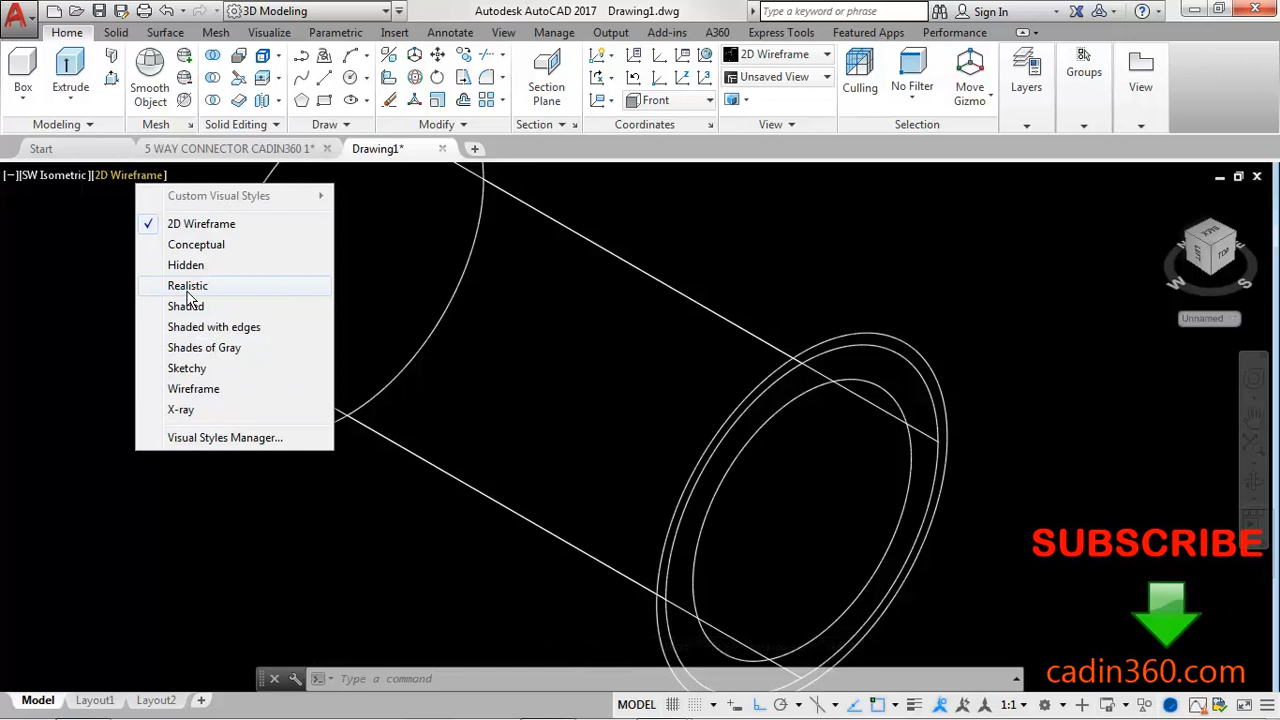 3D Modeling
Autodesk AutoCAD 2017 Drawing1.dwg
Type a keyword or phrase
Sign In
Home Solid Surface Mesh Visualize Parametric Insert Annotate View Manage Output Add-ins A360 Express Tools Featured Apps Performance
2D Wireframe
Unsaved View
Front
Box Extrude Smooth Object Section Plane Culling No Filter Move Gizmo Layers Groups View
Modeling Mesh Solid Editing Draw Modify Section Coordinates View Selection
Start 5 WAY CONNECTOR CADIN360 1* Drawing1*
[−][SW Isometric][2D Wireframe]
Custom Visual Styles
2D Wireframe
Conceptual
Hidden
Realistic
Shaded
Shaded with edges
Shades of Gray
Sketchy
Wireframe
X-ray
Visual Styles Manager...
BACK
LEFT
TOP
N E
W S
Unnamed
SUBSCRIBE
cadin360.com
Type a command
Model Layout1 Layout2 +
MODEL 1:1